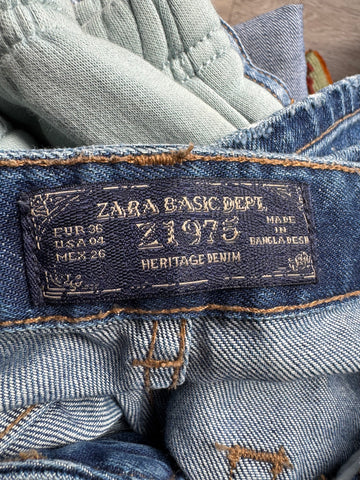 ZARA BASIC DEPT.
EUR 36
USA 04
MEX 26
Z1975
MADE
IN
BANGLADESH
HERITAGE DENIM